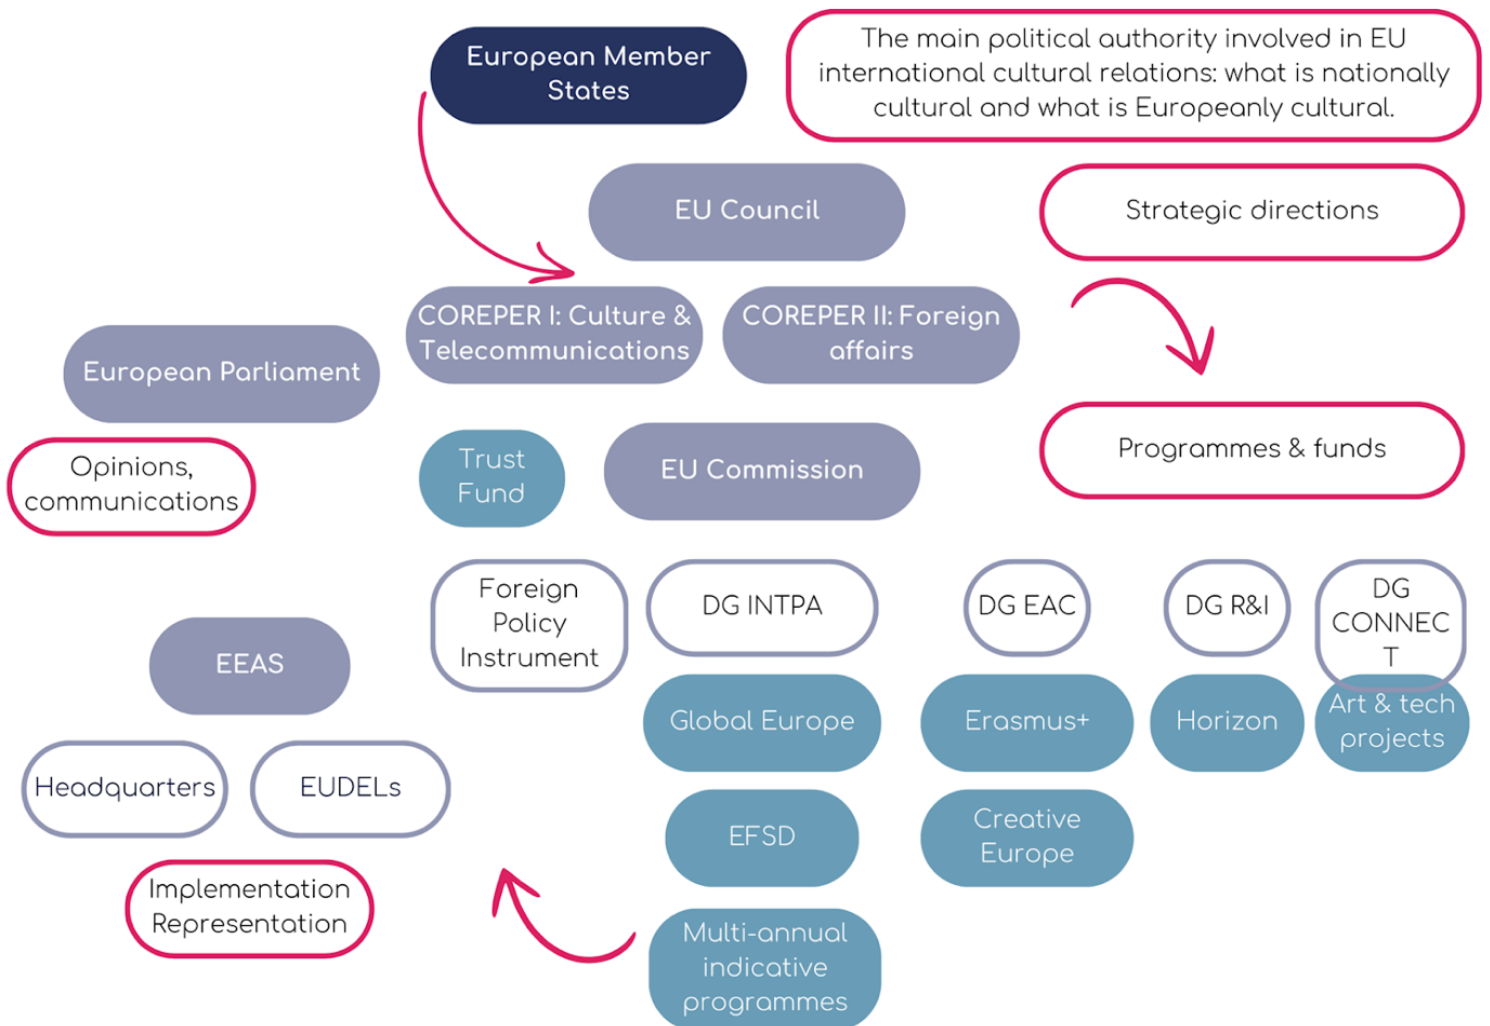 European Member
States
The main political authority involved in EU
international cultural relations: what is nationally
cultural and what is Europeanly cultural.
EU Council
Strategic directions
COREPER I: Culture &
Telecommunications
COREPER II: Foreign
affairs
European Parliament
Opinions,
communications
Trust
Fund
EU Commission
Programmes & funds
Foreign
Policy
Instrument
DG INTPA
DG EAC
DG R&I
DG
CONNEC
T
EEAS
Global Europe
Erasmus+
Horizon
Art & tech
projects
Headquarters
EUDELs
EFSD
Creative
Europe
Implementation
Representation
Multi-annual
indicative
programmes